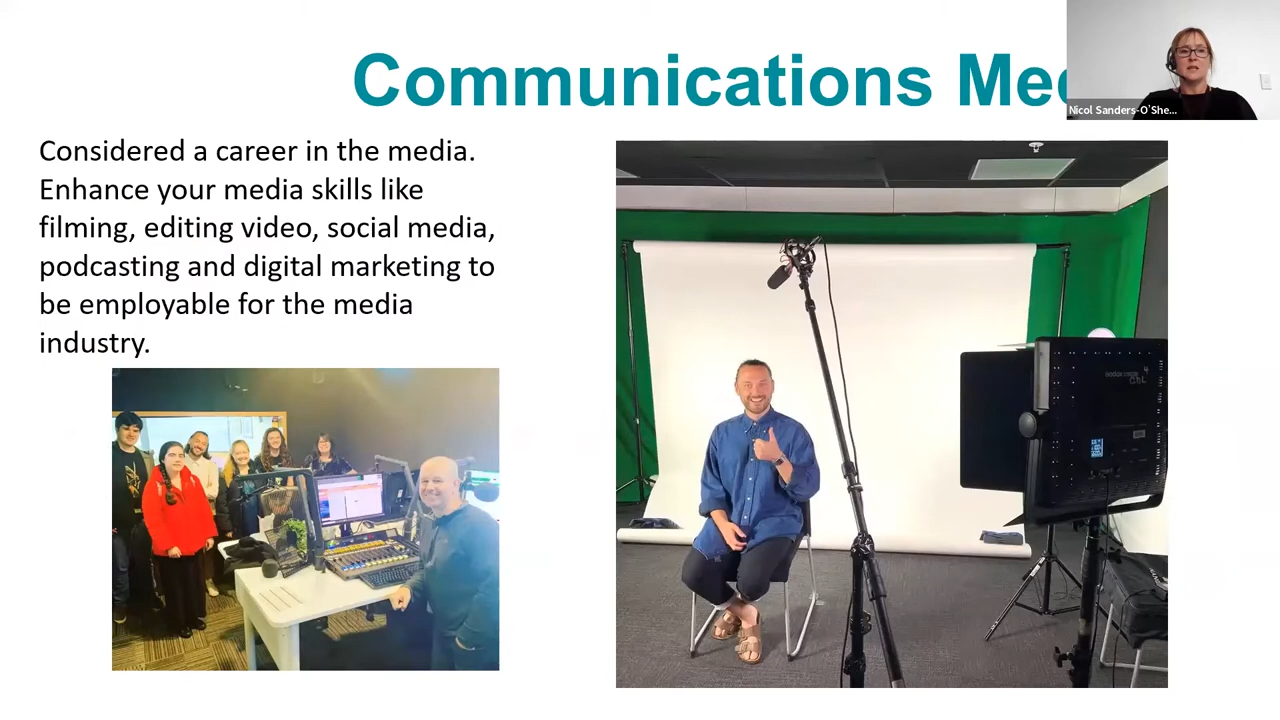 Communications Med
Nicol Sanders-O`She...
Considered a career in the media.
Enhance your media skills like
filming, editing video, social media,
podcasting and digital marketing to
be employable for the media
industry.